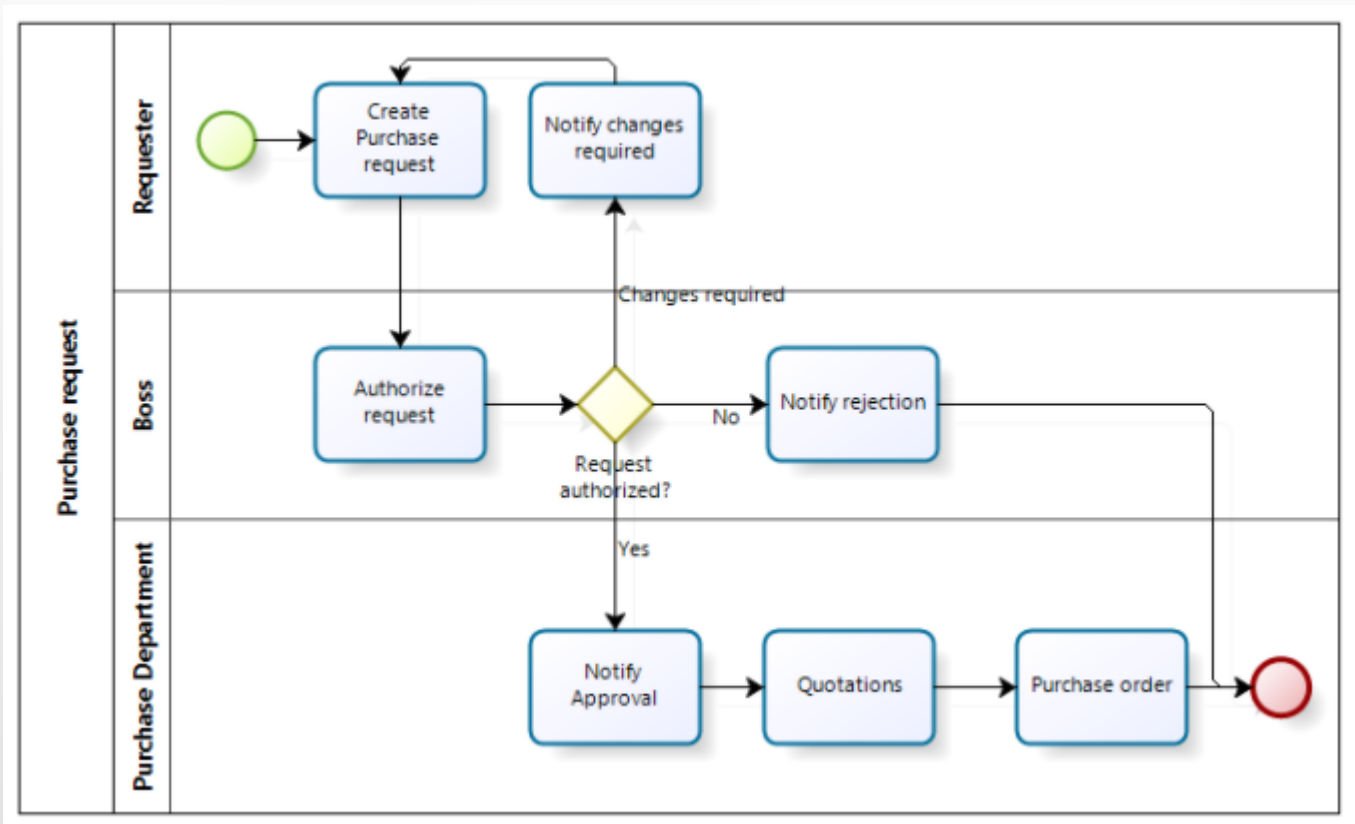 Purchase request
Requester
Create
Purchase
request
Notify changes
required
Changes required
Boss
Authorize
request
Request
authorized?
No
Notify rejection
Yes
Purchase Department
Notify
Approval
Quotations
Purchase order